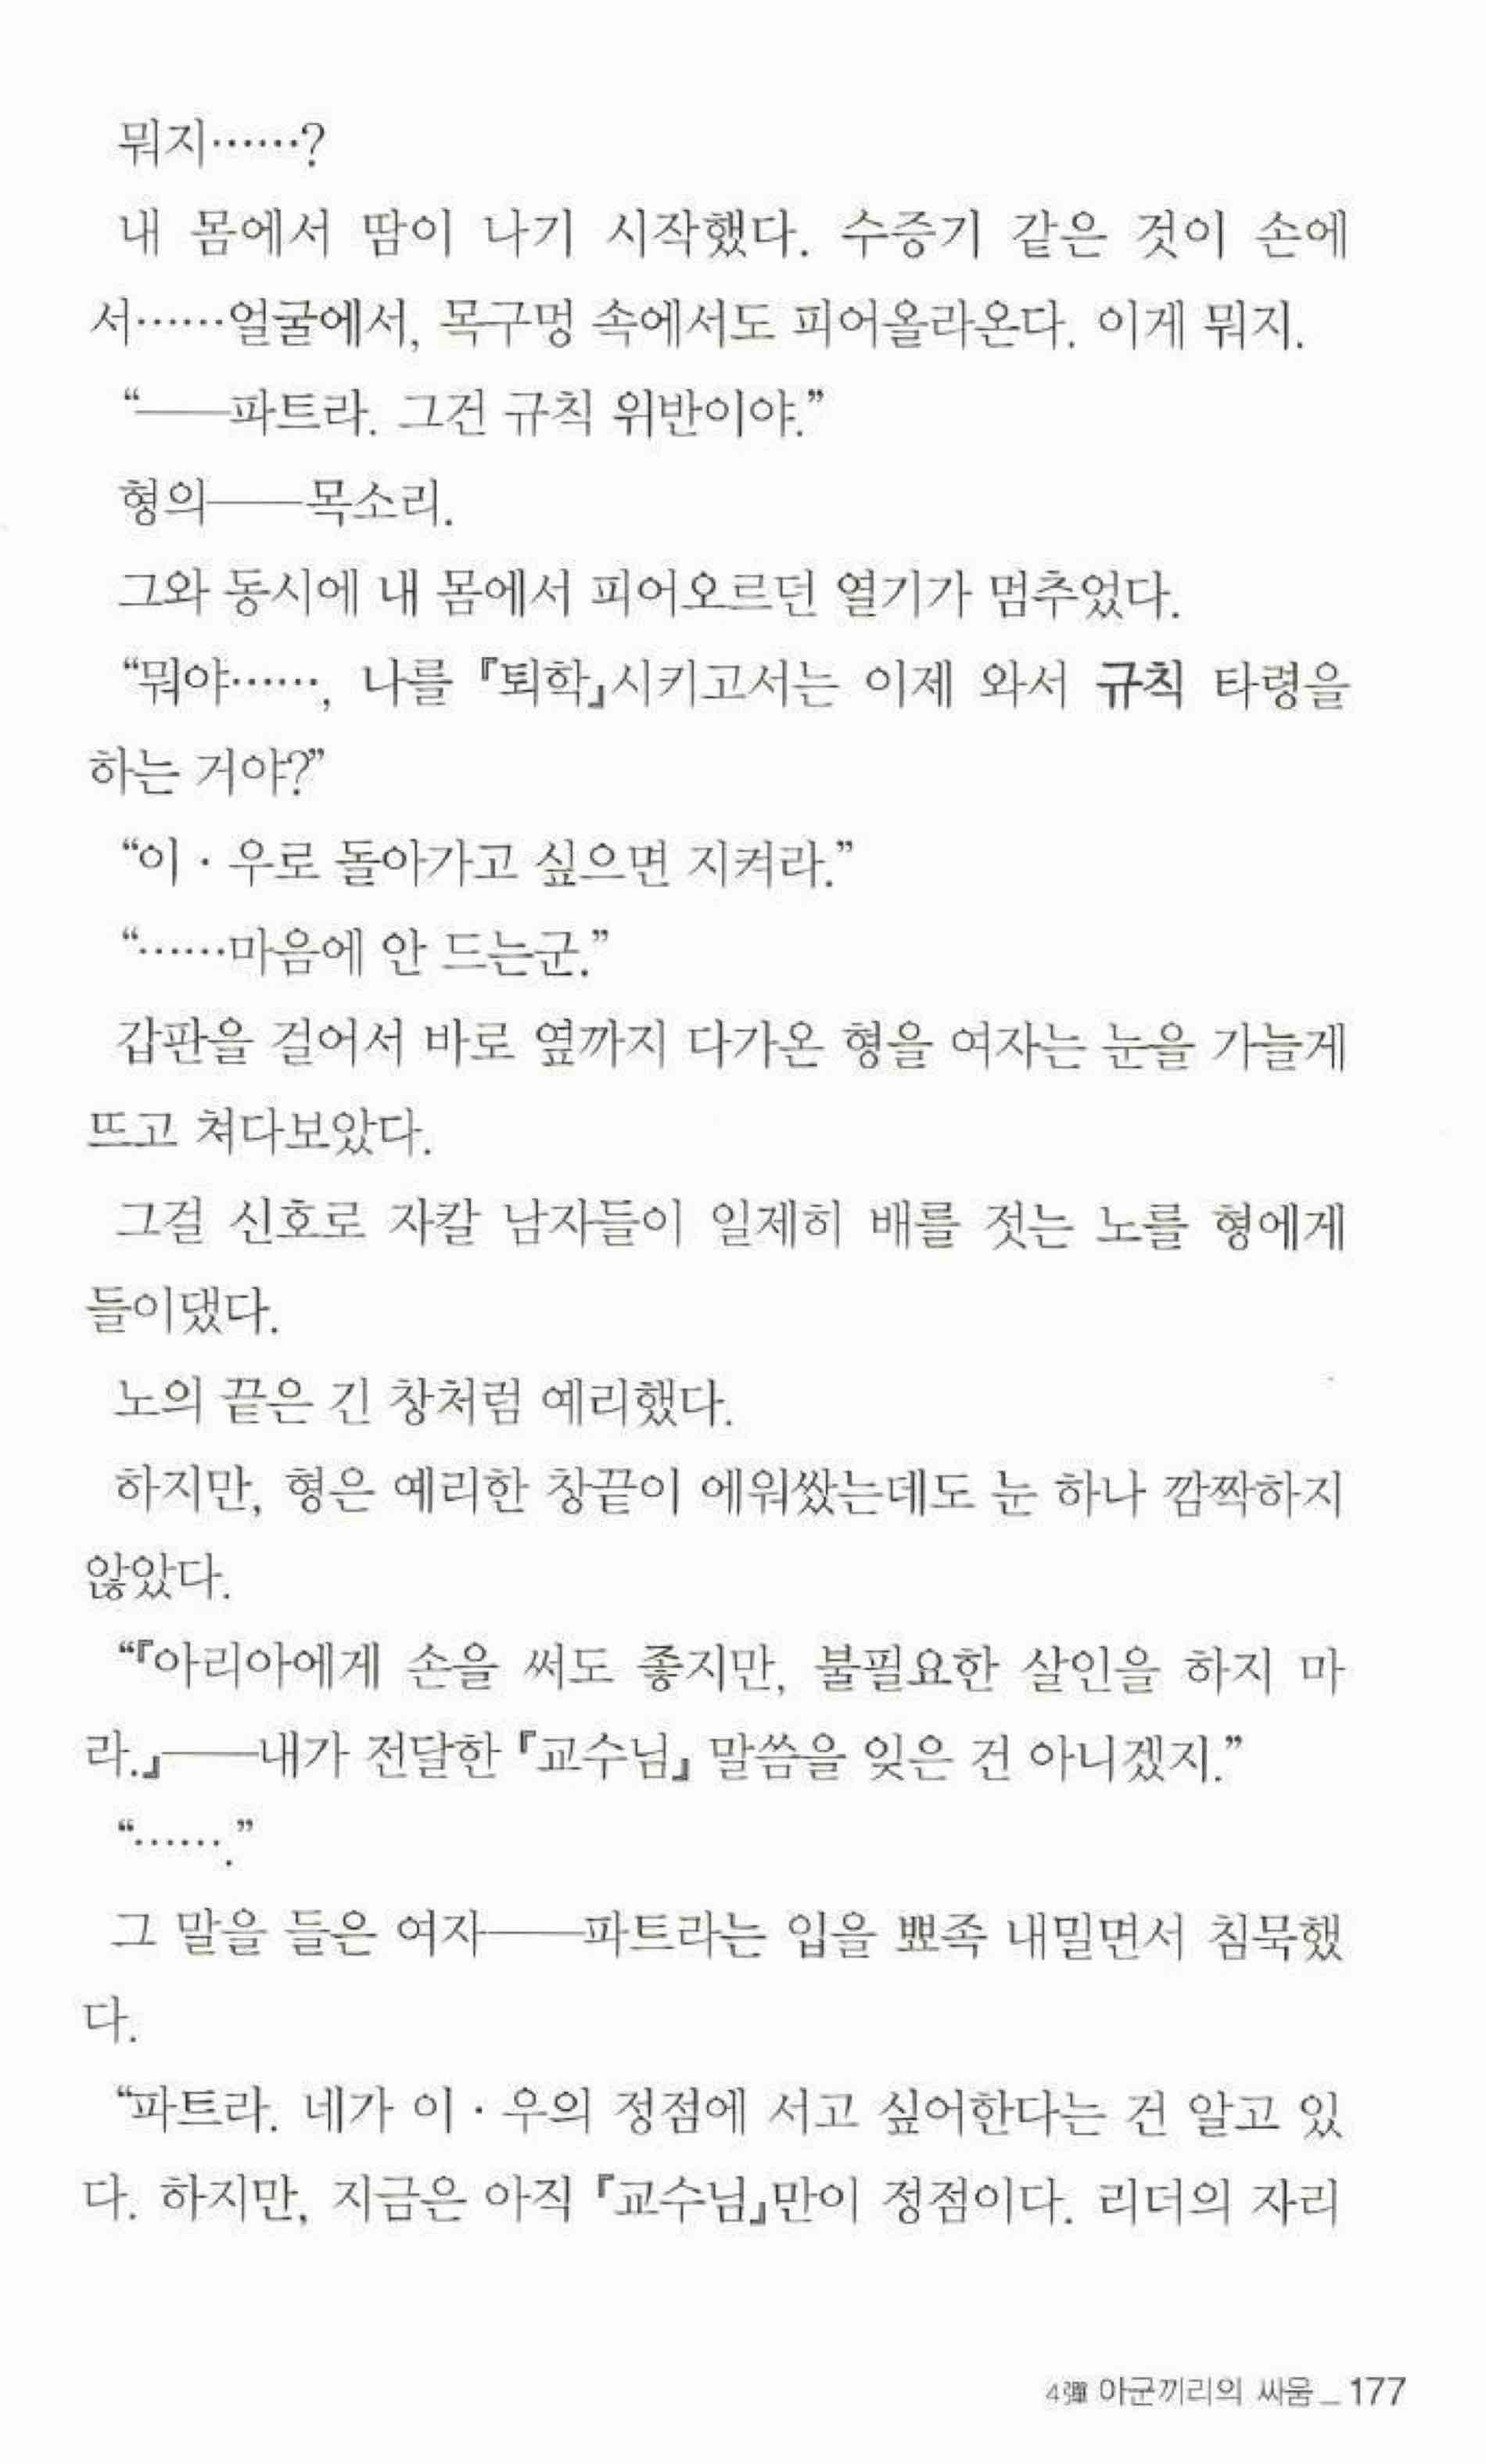 뭐지……?
내 몸에서 땀이 나기 시작했다. 수증기 같은 것이 손에
서……얼굴에서, 목구멍 속에서도 피어올라온다. 이게 뭐지.
“──파트라. 그건 규칙 위반이야.”
형의──목소리.
그와 동시에 내 몸에서 피어오르던 열기가 멈추었다.
“뭐야……, 나를 『퇴학』시키고서는 이제 와서 규칙 타령을
하는 거야?”
“이·우로 돌아가고 싶으면 지켜라.”
“……마음에 안 드는군.”
갑판을 걸어서 바로 옆까지 다가온 형을 여자는 눈을 가늘게
뜨고 쳐다보았다.
그걸 신호로 자칼 남자들이 일제히 배를 젓는 노를 형에게
들이댔다.
노의 끝은 긴 창처럼 예리했다.
하지만, 형은 예리한 창끝이 에워쌌는데도 눈 하나 깜짝하지
않았다.
“『아리아에게 손을 써도 좋지만, 불필요한 살인을 하지 마
라.』──내가 전달한 『교수님』 말씀을 잊은 건 아니겠지.”
“…….”
그 말을 들은 여자──파트라는 입을 뾰족 내밀면서 침묵했
다.
“파트라. 네가 이·우의 정점에 서고 싶어한다는 건 알고 있
다. 하지만, 지금은 아직 『교수님』만이 정점이다. 리더의 자리
4彈 아군끼리의 싸움_177